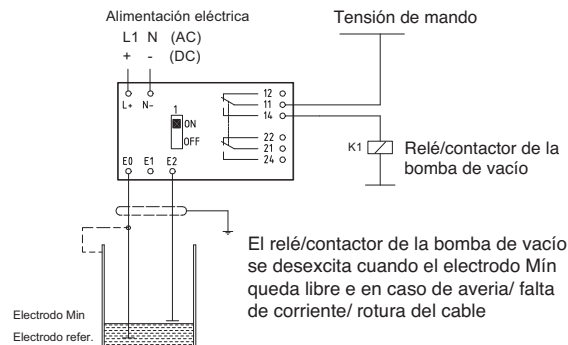 Alimentación eléctrica
Tensión de mando
L1 N (AC)
+ - (DC)
L+ N-
1
ON
OFF
12
11
14
22
21
24
E0 E1 E2
K1
Relé/contactor de la
bomba de vacío
El relé/contactor de la bomba de vacío
se desexcita cuando el electrodo Mín
queda libre e en caso de averia/ falta
de corriente/ rotura del cable
Electrodo Min
Electrodo refer.